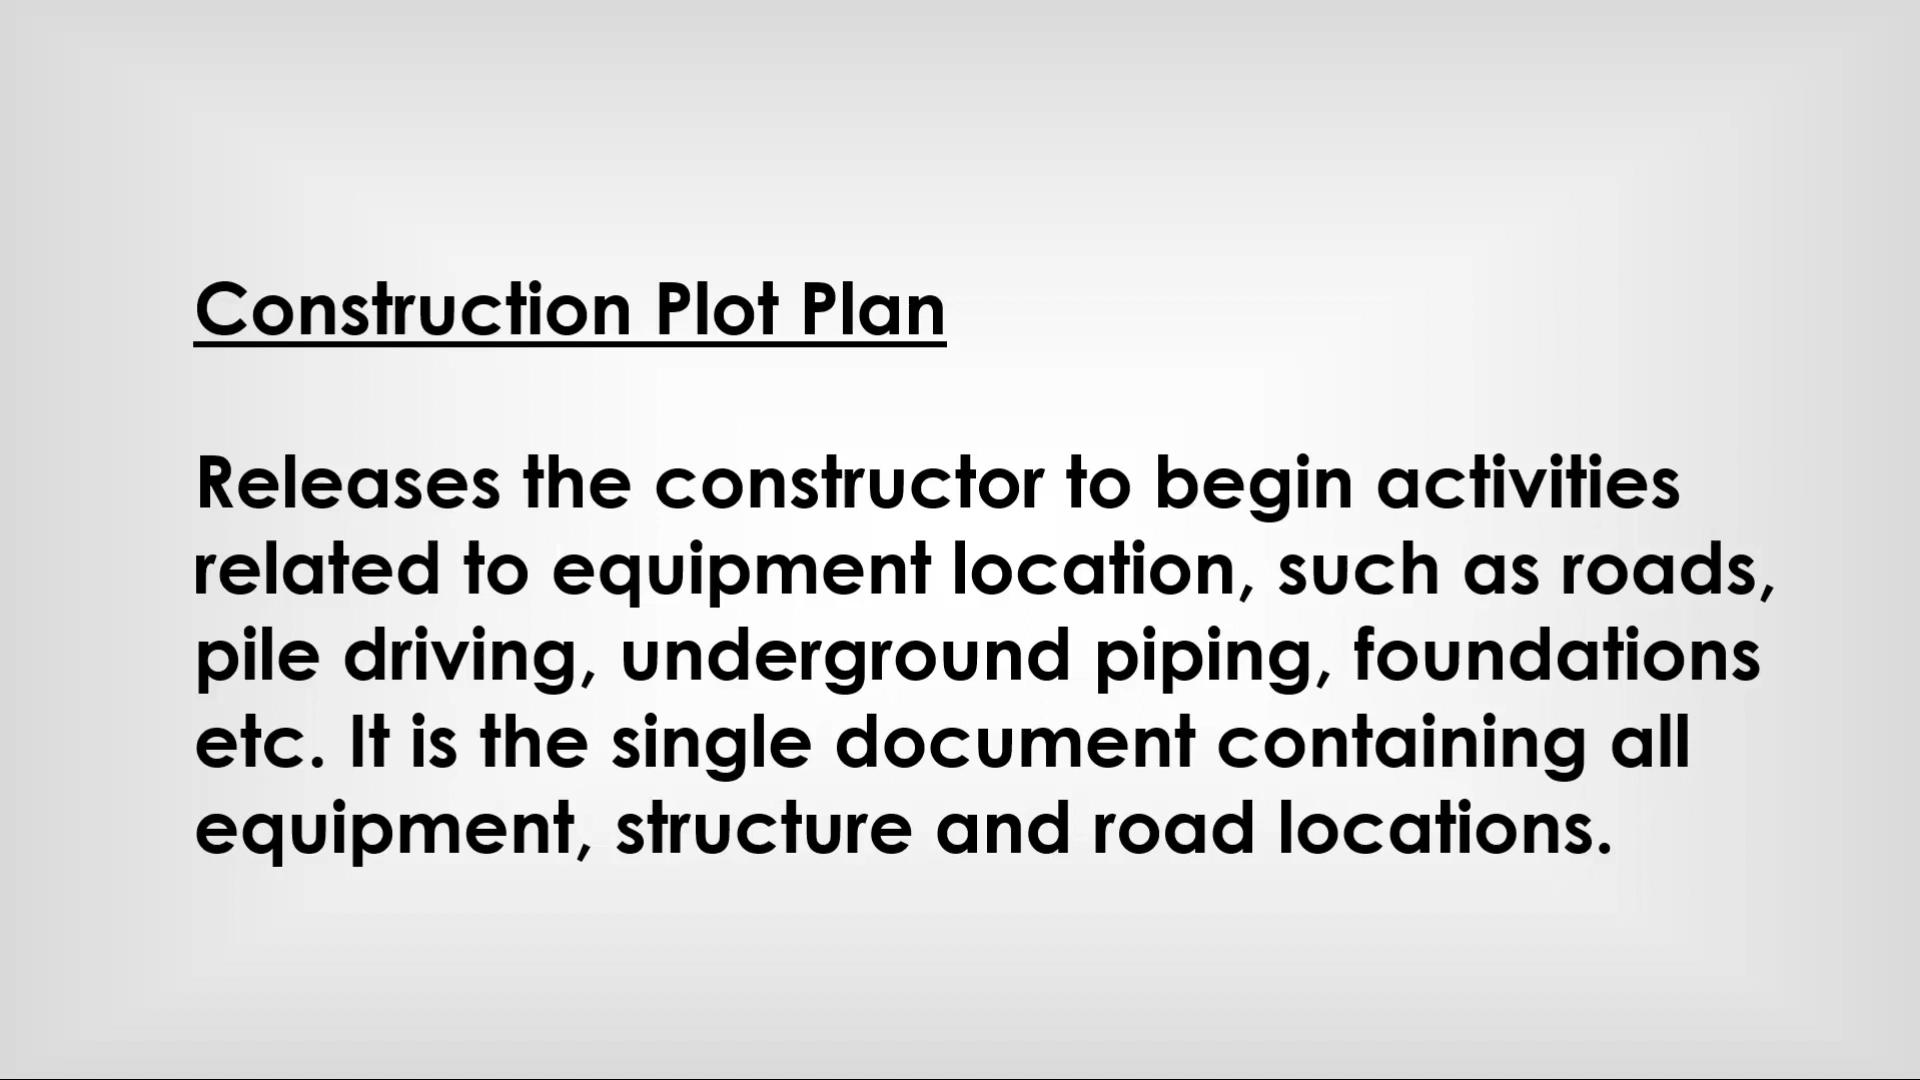 Construction Plot Plan
Releases the constructor to begin activities
related to equipment location, such as roads,
pile driving, underground piping, foundations
etc. It is the single document containing all
equipment, structure and road locations.